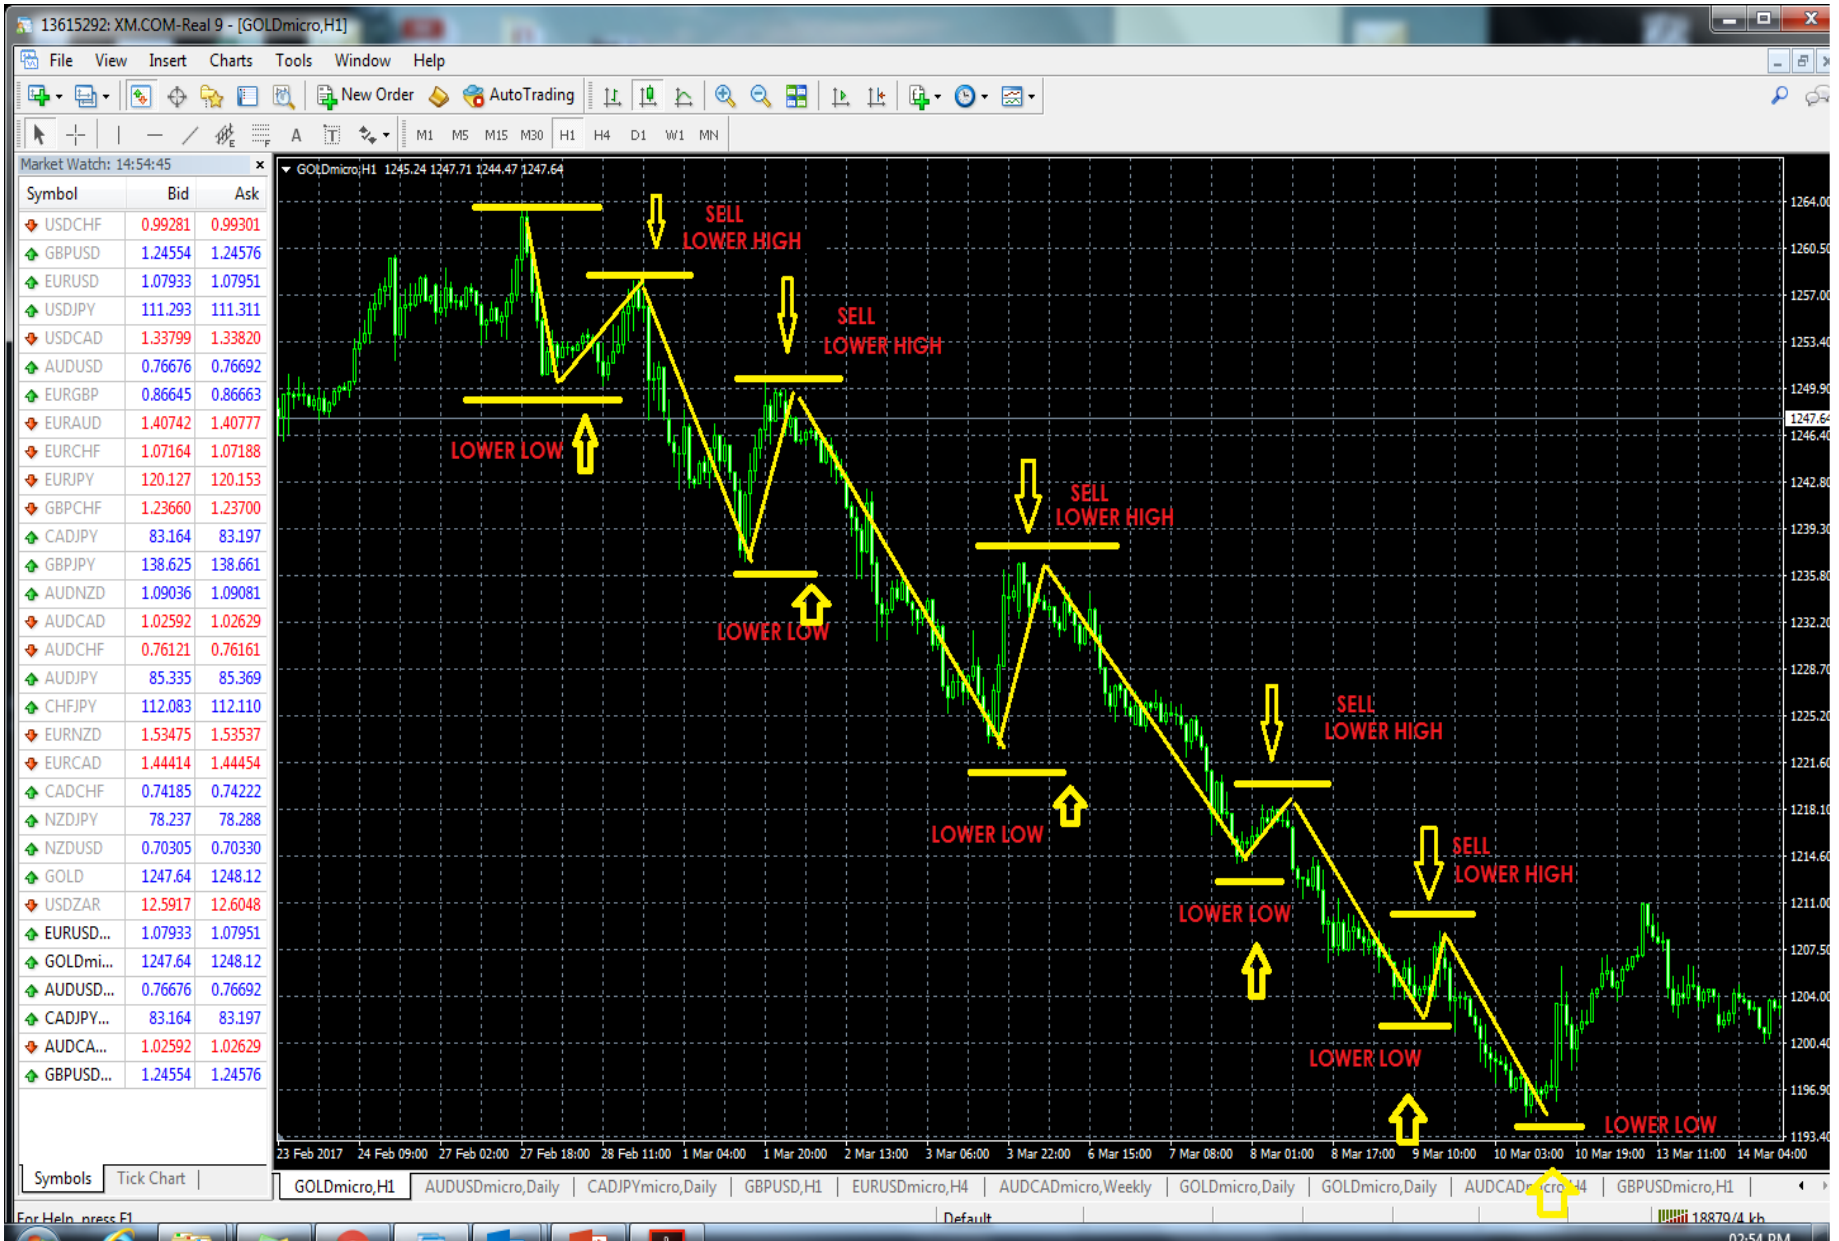 13615292: XM.COM-Real 9 - [GOLDmicro,H1]
File View Insert Charts Tools Window Help
New Order AutoTrading
A T E F M1 M5 M15 M30 H1 H4 D1 W1 MN
Market Watch: 14:54:45
Symbol Bid Ask
USDCHF 0.99281 0.99301
GBPUSD 1.24554 1.24576
EURUSD 1.07933 1.07951
USDJPY 111.293 111.311
USDCAD 1.33799 1.33820
AUDUSD 0.76676 0.76692
EURGBP 0.86645 0.86663
EURAUD 1.40742 1.40777
EURCHF 1.07164 1.07188
EURJPY 120.127 120.153
GBPCHF 1.23660 1.23700
CADJPY 83.164 83.197
GBPJPY 138.625 138.661
AUDNZD 1.09036 1.09081
AUDCAD 1.02592 1.02629
AUDCHF 0.76121 0.76161
AUDJPY 85.335 85.369
CHFJPY 112.083 112.110
EURNZD 1.53475 1.53537
EURCAD 1.44414 1.44454
CADCHF 0.74185 0.74222
NZDJPY 78.237 78.288
NZDUSD 0.70305 0.70330
GOLD 1247.64 1248.12
USDZAR 12.5917 12.6048
EURUSD... 1.07933 1.07951
GOLDmi... 1247.64 1248.12
AUDUSD... 0.76676 0.76692
CADJPY... 83.164 83.197
AUDCA... 1.02592 1.02629
GBPUSD... 1.24554 1.24576
Symbols Tick Chart
GOLDmicro,H1 1245.24 1247.71 1244.47 1247.64
SELL
LOWER HIGH
SELL
LOWER HIGH
LOWER LOW
SELL
LOWER HIGH
LOWER LOW
SELL
LOWER HIGH
LOWER LOW
SELL
LOWER HIGH
LOWER LOW
LOWER LOW
LOWER LOW
1264.00
1260.50
1257.00
1253.40
1249.90
1247.64
1246.40
1242.80
1239.30
1235.80
1232.20
1228.70
1225.20
1221.60
1218.10
1214.60
1211.00
1207.50
1204.00
1200.40
1196.90
1193.40
23 Feb 2017 24 Feb 09:00 27 Feb 02:00 27 Feb 18:00 28 Feb 11:00 1 Mar 04:00 1 Mar 20:00 2 Mar 13:00 3 Mar 06:00 3 Mar 22:00 6 Mar 15:00 7 Mar 08:00 8 Mar 01:00 8 Mar 17:00 9 Mar 10:00 10 Mar 03:00 10 Mar 19:00 13 Mar 11:00 14 Mar 04:00
GOLDmicro,H1 AUDUSDmicro,Daily CADJPYmicro,Daily GBPUSD,H1 EURUSDmicro,H4 AUDCADmicro,Weekly GOLDmicro,Daily GOLDmicro,Daily AUDCADmicro,H4 GBPUSDmicro,H1
For Help, press F1 Default 18879/4 kb
02:54 PM